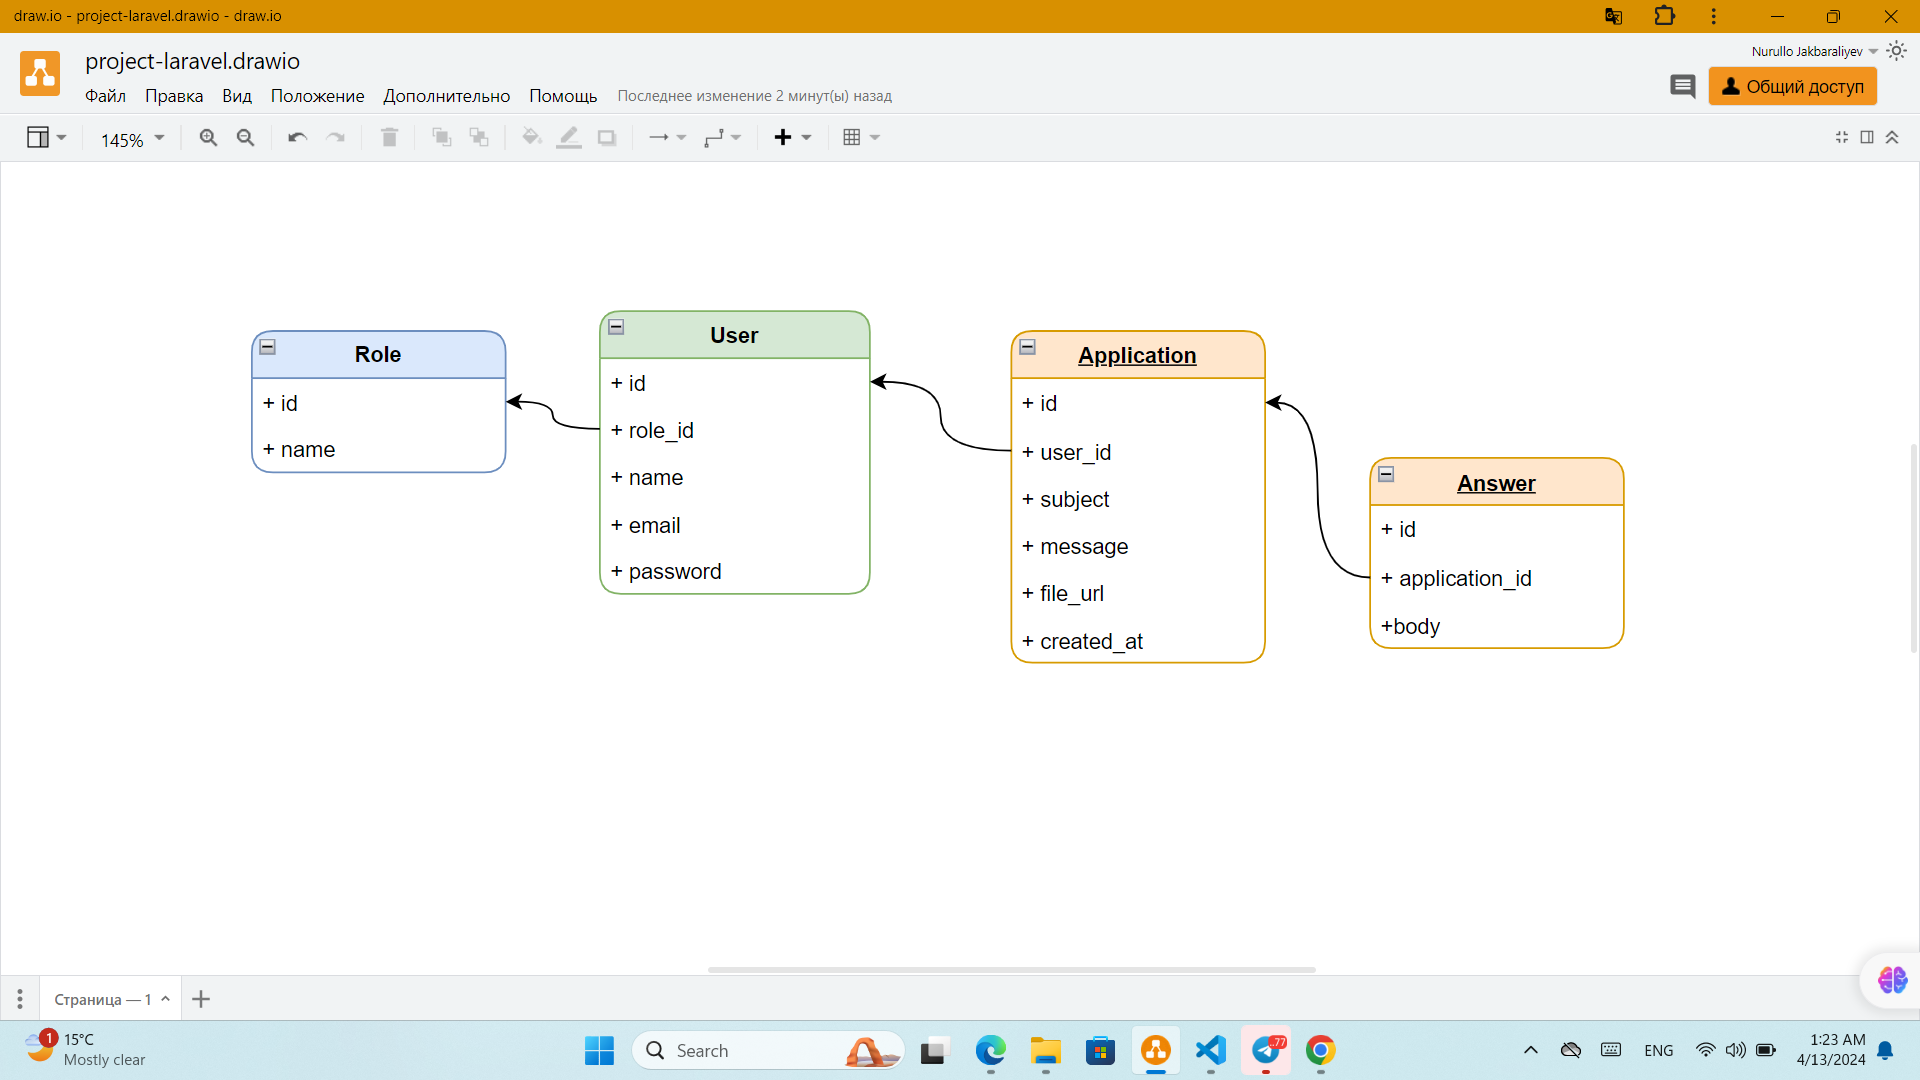 draw.io - project-laravel.drawio - draw.io
project-laravel.drawio
Nurullo Jakbaraliyev
Файл Правка Вид Положение Дополнительно Помощь Последнее изменение 2 минут(ы) назад
Общий доступ
145%
Role
+ id
+ name
User
+ id
+ role_id
+ name
+ email
+ password
Application
+ id
+ user_id
+ subject
+ message
+ file_url
+ created_at
Answer
+ id
+ application_id
+body
Страница — 1
1
15°C
Mostly clear
Search
..77
ENG
1:23 AM
4/13/2024